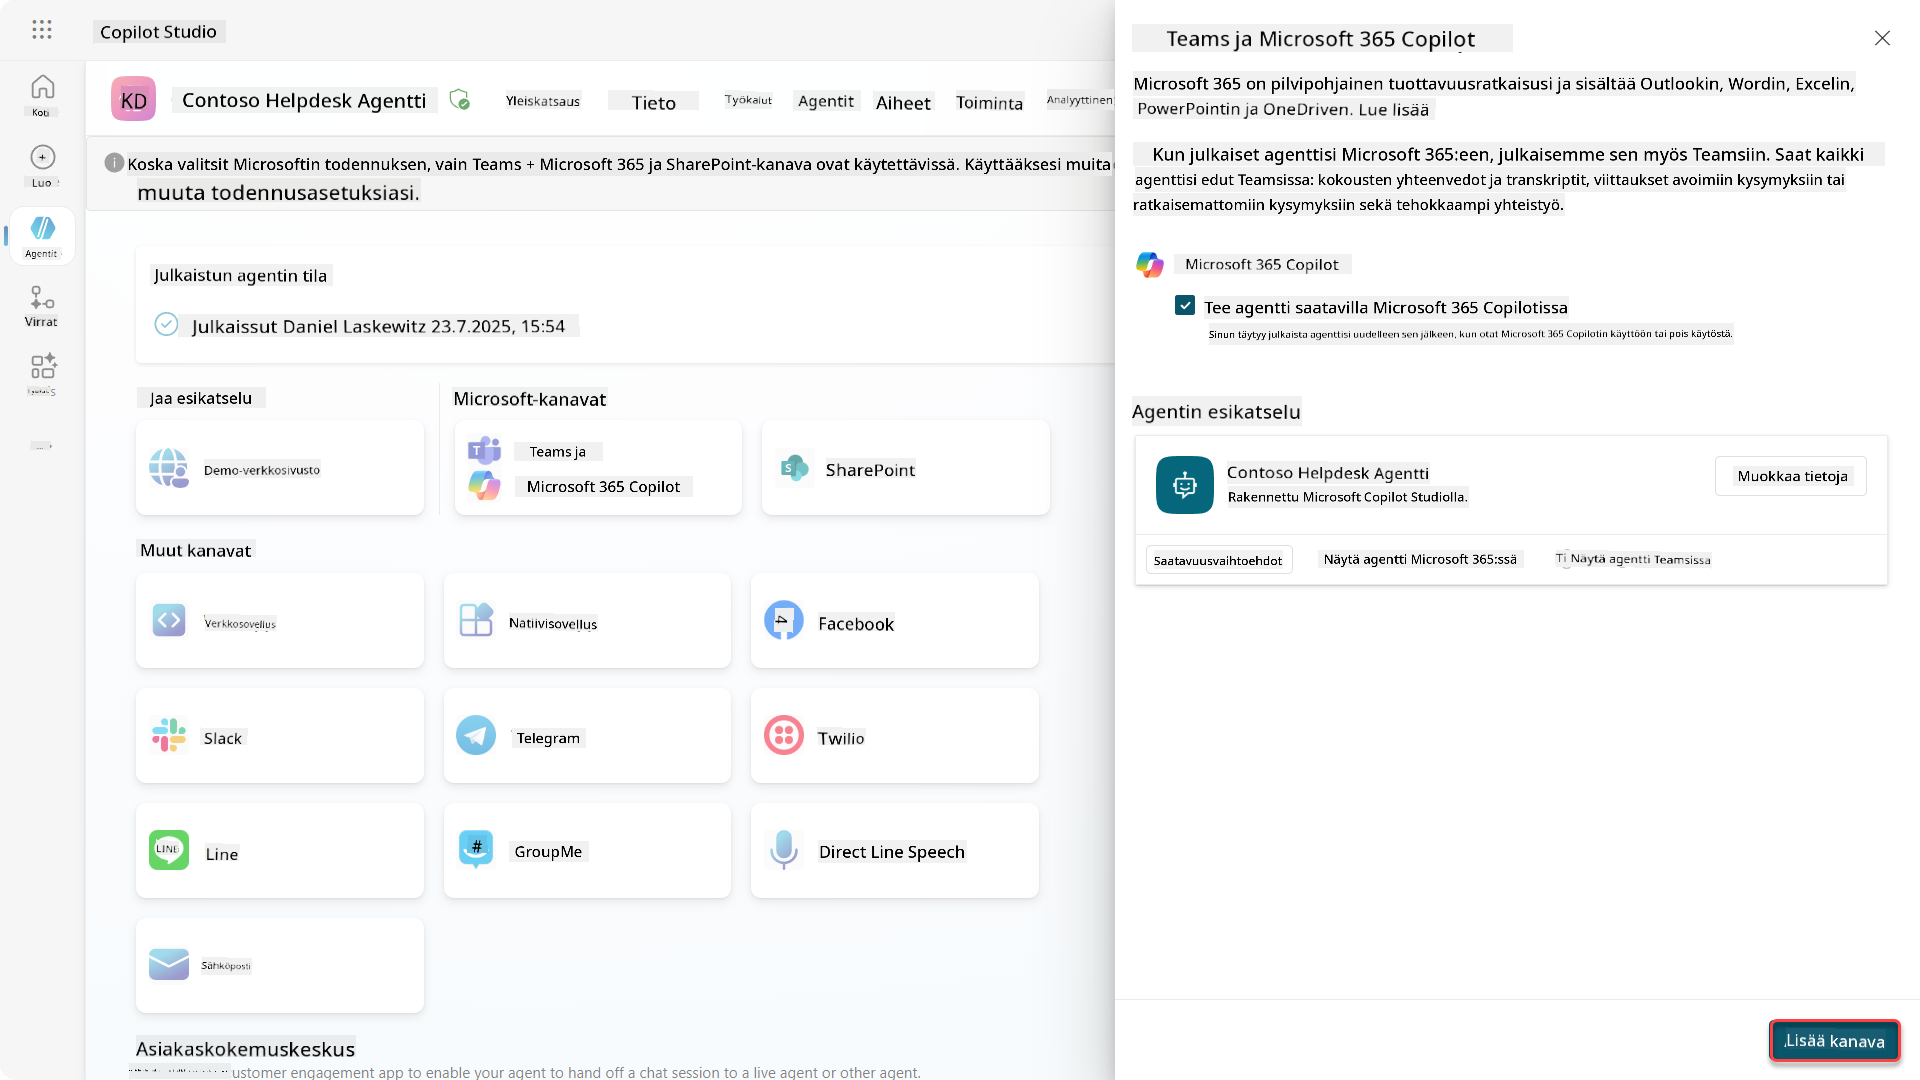 Copilot Studio
Koti
Luo
Agentit
Virrat
KD
Contoso Helpdesk Agentti
Yleiskatsaus
Tieto
Työkalut
Agentit
Aiheet
Toiminta
Analyyttinen
Koska valitsit Microsoftin todennuksen, vain Teams + Microsoft 365 ja SharePoint-kanava ovat käytettävissä. Käyttääksesi muita
muuta todennusasetuksiasi.
Julkaistun agentin tila
Julkaissut Daniel Laskewitz 23.7.2025, 15:54
Jaa esikatselu
Microsoft-kanavat
Demo-verkkosivusto
Teams ja
Microsoft 365 Copilot
SharePoint
Muut kanavat
Verkkosovellus
Natiivisovellus
Facebook
Slack
Telegram
Twilio
LINE
Line
GroupMe
Direct Line Speech
Sähköposti
Asiakaskokemuskeskus
ustomer engagement app to enable your agent to hand off a chat session to a live agent or other agent.
Teams ja Microsoft 365 Copilot
Microsoft 365 on pilvipohjainen tuottavuusratkaisusi ja sisältää Outlookin, Wordin, Excelin,
PowerPointin ja OneDriven. Lue lisää
Kun julkaiset agenttisi Microsoft 365:een, julkaisemme sen myös Teamsiin. Saat kaikki
agenttisi edut Teamsissa: kokousten yhteenvedot ja transkriptit, viittaukset avoimiin kysymyksiin tai
ratkaisemattomiin kysymyksiin sekä tehokkaampi yhteistyö.
Microsoft 365 Copilot
Tee agentti saatavilla Microsoft 365 Copilotissa
Sinun täytyy julkaista agenttisi uudelleen sen jälkeen, kun otat Microsoft 365 Copilotin käyttöön tai pois käytöstä.
Agentin esikatselu
Contoso Helpdesk Agentti
Rakennettu Microsoft Copilot Studiolla.
Muokkaa tietoja
Saatavuusvaihtoehdot
Näytä agentti Microsoft 365:ssä
Ti Näytä agentti Teamsissa
Lisää kanava